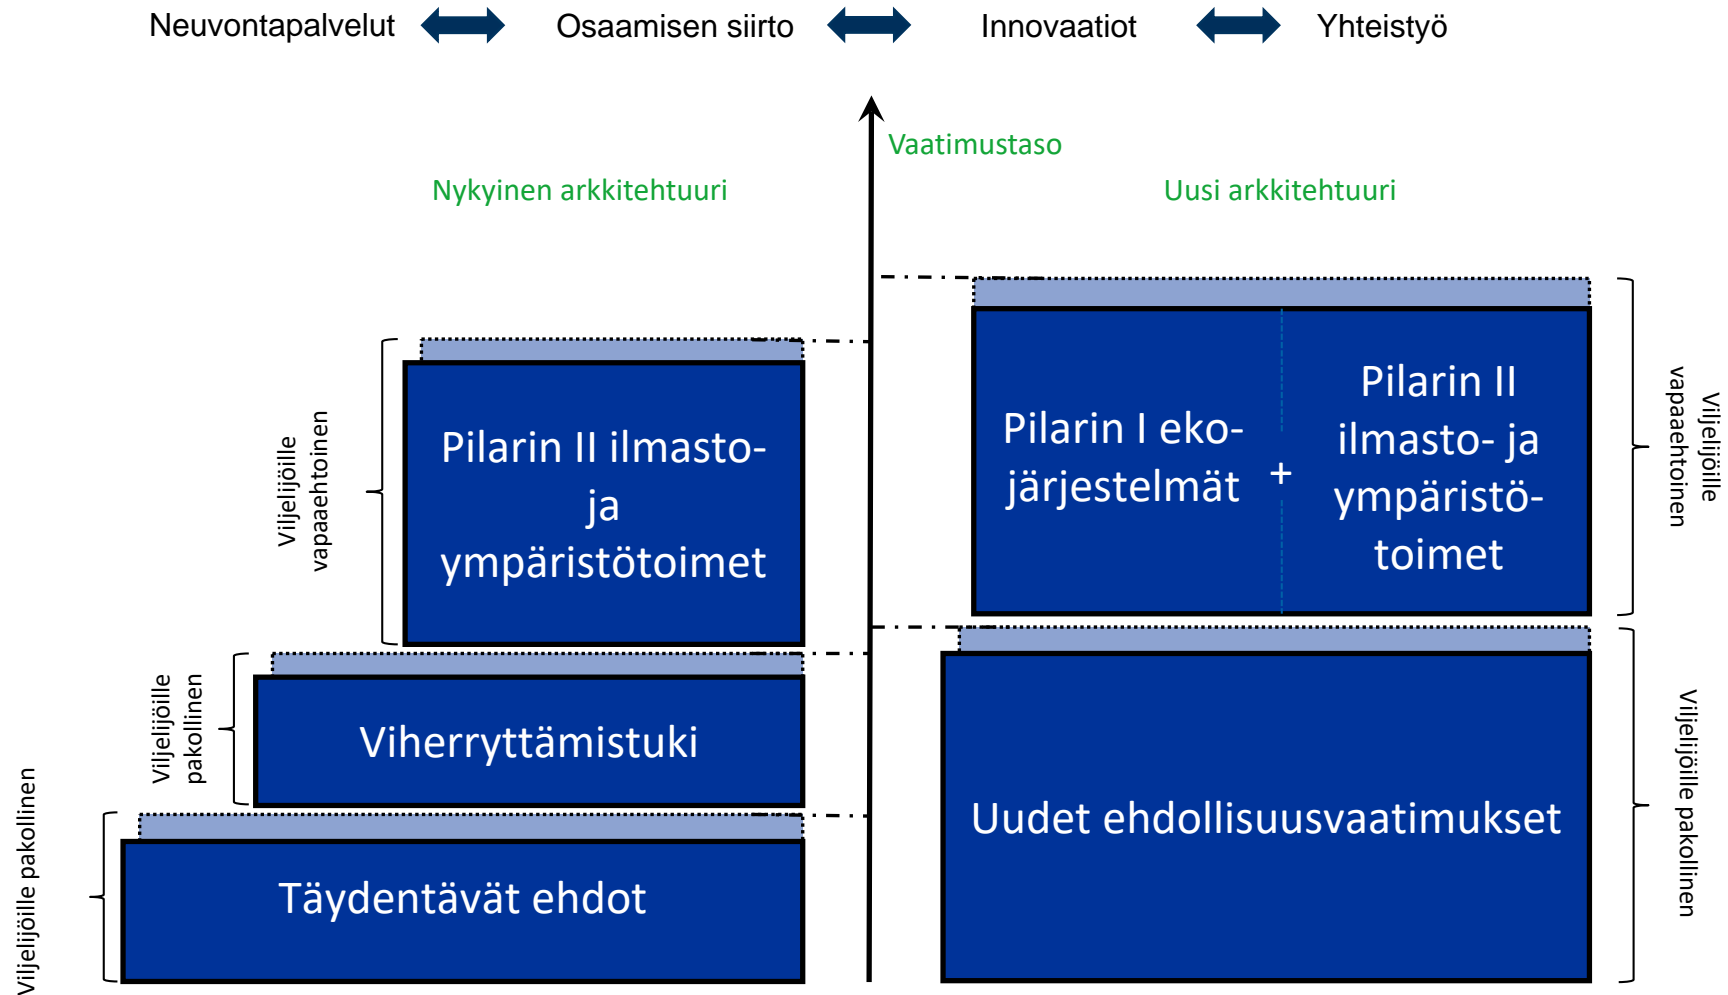 Neuvontapalvelut
Osaamisen siirto
Innovaatiot
Yhteistyö
Vaatimustaso
Nykyinen arkkitehtuuri
Uusi arkkitehtuuri
Viljelijöille
vapaaehtoinen
Pilarin II ilmasto-
ja
ympäristötoimet
Viljelijöille
pakollinen
Viherryttämistuki
Viljelijöille pakollinen
Täydentävät ehdot
Pilarin I eko-
järjestelmät
+
Pilarin II
ilmasto- ja
ympäristö-
toimet
Viljelijöille
vapaaehtoinen
Uudet ehdollisuusvaatimukset
Viljelijöille pakollinen